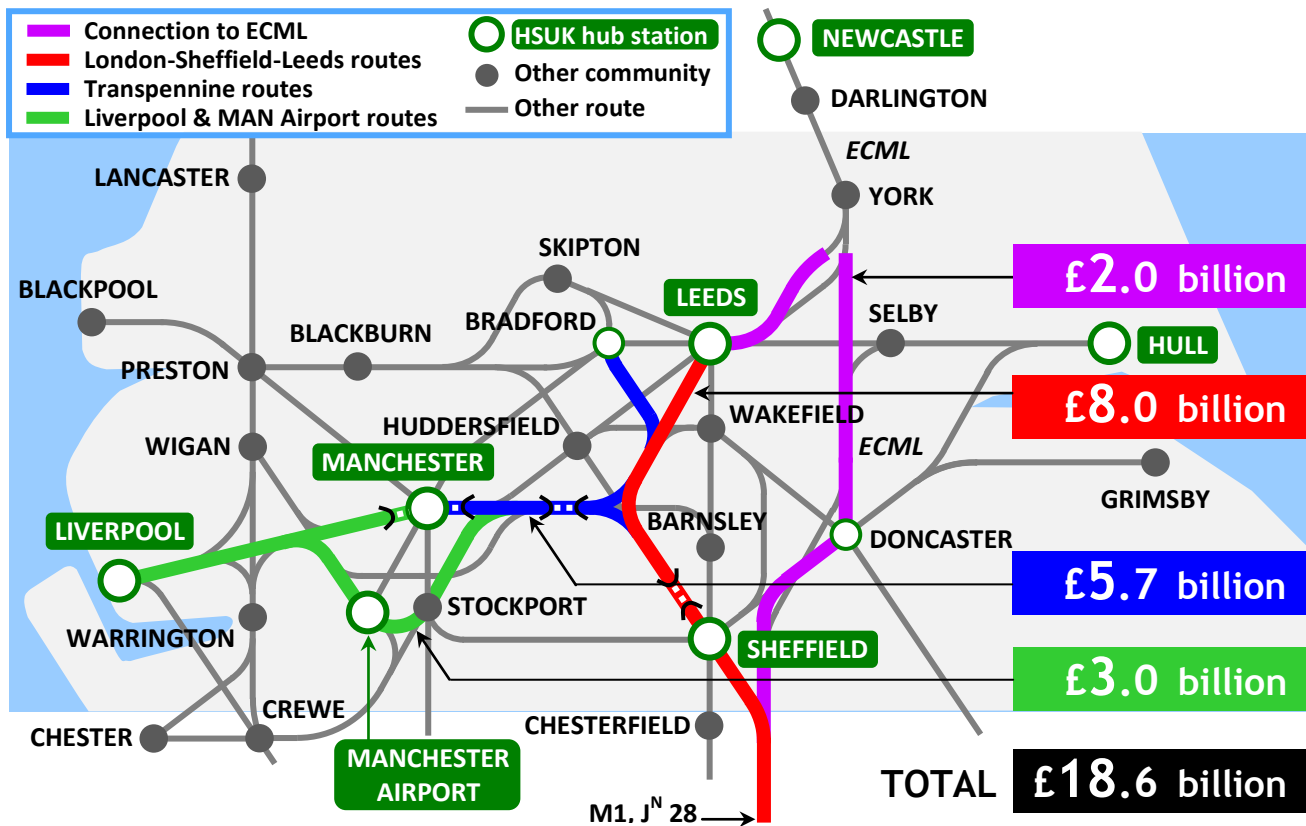 Connection to ECML
London-Sheffield-Leeds routes
Transpennine routes
Liverpool & MAN Airport routes
HSUK hub station
Other community
Other route
NEWCASTLE
DARLINGTON
ECML
YORK
LANCASTER
SKIPTON
£2.0 billion
BLACKPOOL
LEEDS
BRADFORD
SELBY
BLACKBURN
HULL
PRESTON
£8.0 billion
WAKEFIELD
HUDDERSFIELD
WIGAN
ECML
MANCHESTER
GRIMSBY
BARNSLEY
LIVERPOOL
DONCASTER
£5.7 billion
STOCKPORT
WARRINGTON
SHEFFIELD
£3.0 billion
CREWE
CHESTERFIELD
CHESTER
MANCHESTER
AIRPORT
TOTAL £18.6 billion
M1, Jᴺ 28